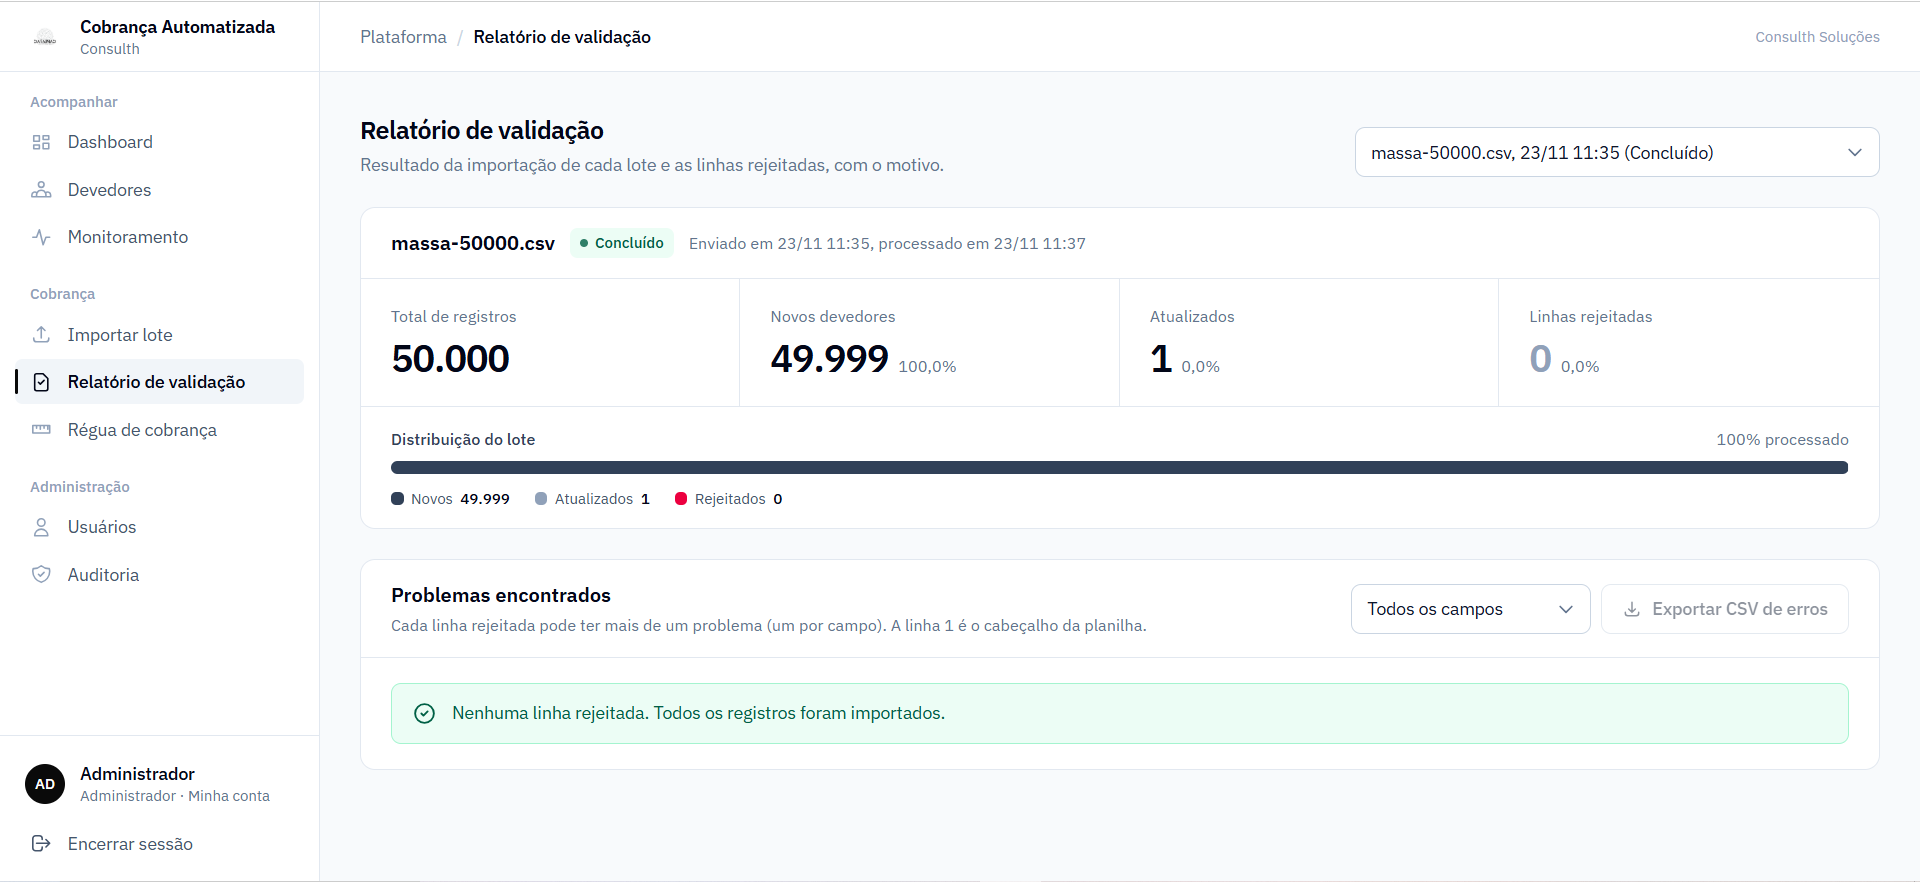 Cobrança Automatizada
Consulth
Plataforma / Relatório de validação
Consulth Soluções
Acompanhar
Dashboard
Devedores
Monitoramento
Cobrança
Importar lote
Relatório de validação
Régua de cobrança
Administração
Usuários
Auditoria
Administrador
AD
Administrador · Minha conta
Encerrar sessão
Relatório de validação
Resultado da importação de cada lote e as linhas rejeitadas, com o motivo.
massa-50000.csv, 23/11 11:35 (Concluído)
massa-50000.csv Concluído Enviado em 23/11 11:35, processado em 23/11 11:37
Total de registros
50.000
Novos devedores
49.999 100,0%
Atualizados
1 0,0%
Linhas rejeitadas
0 0,0%
Distribuição do lote
100% processado
Novos 49.999 Atualizados 1 Rejeitados 0
Problemas encontrados
Cada linha rejeitada pode ter mais de um problema (um por campo). A linha 1 é o cabeçalho da planilha.
Todos os campos
Exportar CSV de erros
Nenhuma linha rejeitada. Todos os registros foram importados.